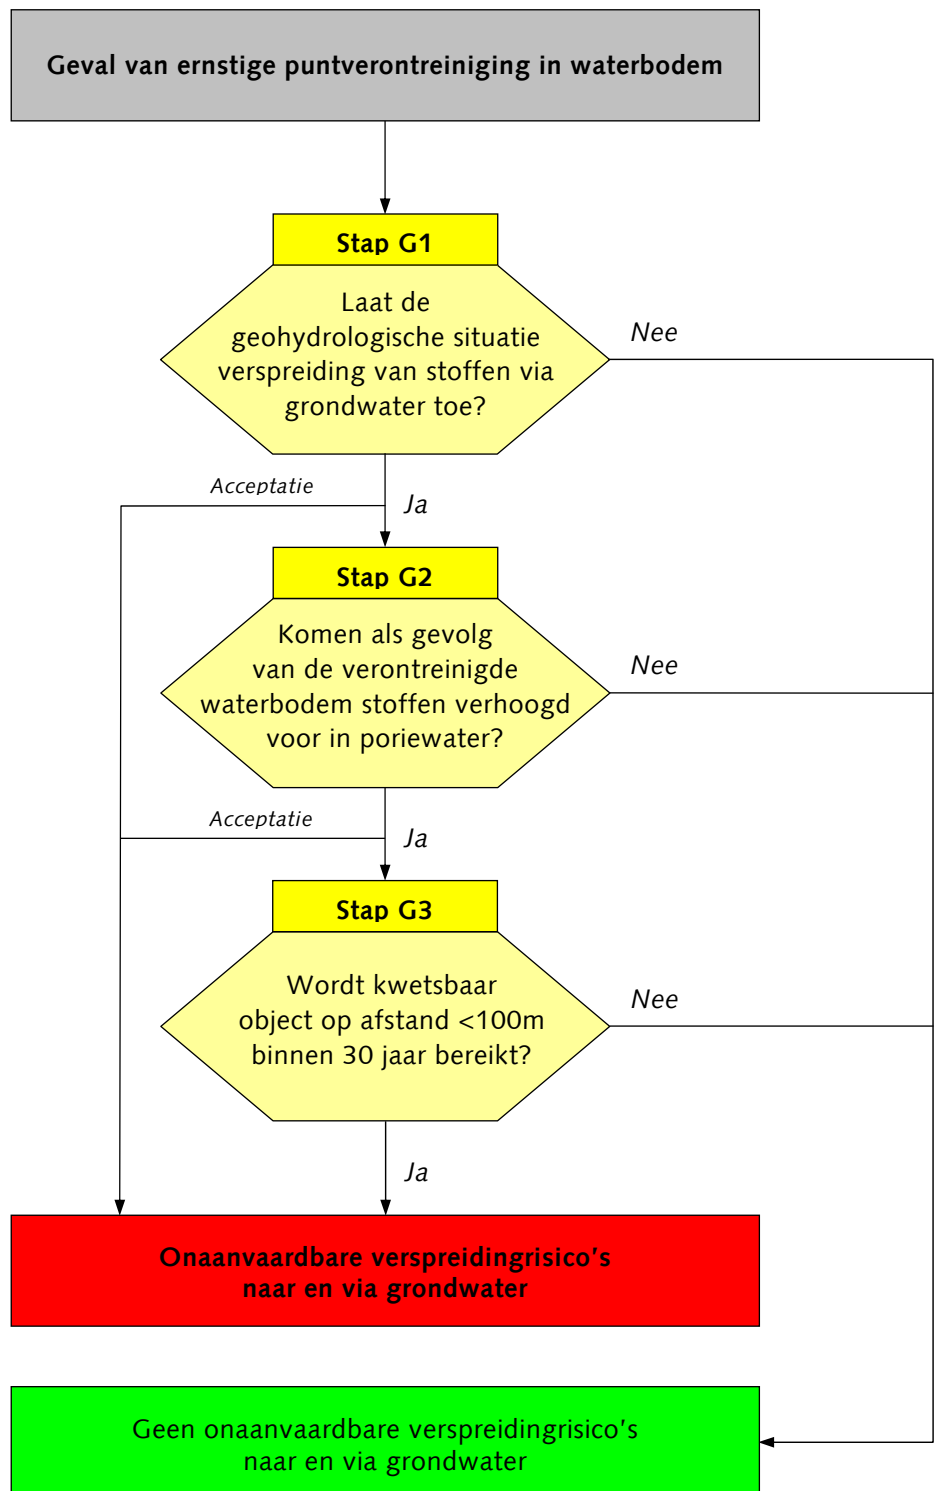 Geval van ernstige puntverontreiniging in waterbodem
Stap G1
Laat de
geohydrologische situatie
verspreiding van stoffen via
grondwater toe?
Nee
Acceptatie
Ja
Stap G2
Komen als gevolg
van de verontreinigde
waterbodem stoffen verhoogd
voor in poriewater?
Nee
Acceptatie
Ja
Stap G3
Wordt kwetsbaar
object op afstand <100m
binnen 30 jaar bereikt?
Nee
Ja
Onaanvaardbare verspreidingrisico's
naar en via grondwater
Geen onaanvaardbare verspreidingrisico's
naar en via grondwater